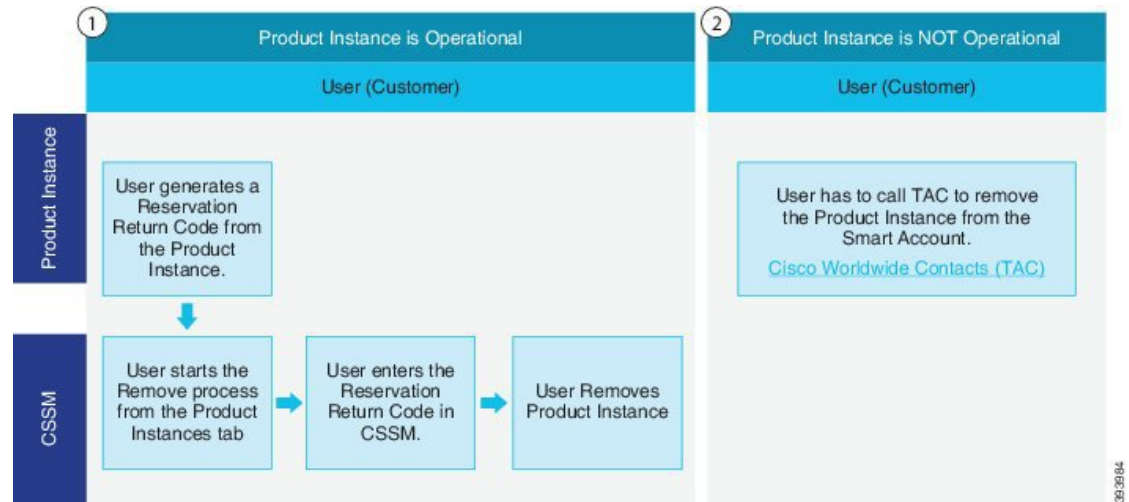 1
Product Instance is Operational
User (Customer)
2
Product Instance is NOT Operational
User (Customer)
Product Instance
User generates a
Reservation
Return Code from
the Product
Instance.
User has to call TAC to remove
the Product Instance from the
Smart Account.
Cisco Worldwide Contacts (TAC)
CSSM
User starts the
Remove process
from the Product
Instances tab
User enters the
Reservation
Return Code in
CSSM.
User Removes
Product Instance
393984